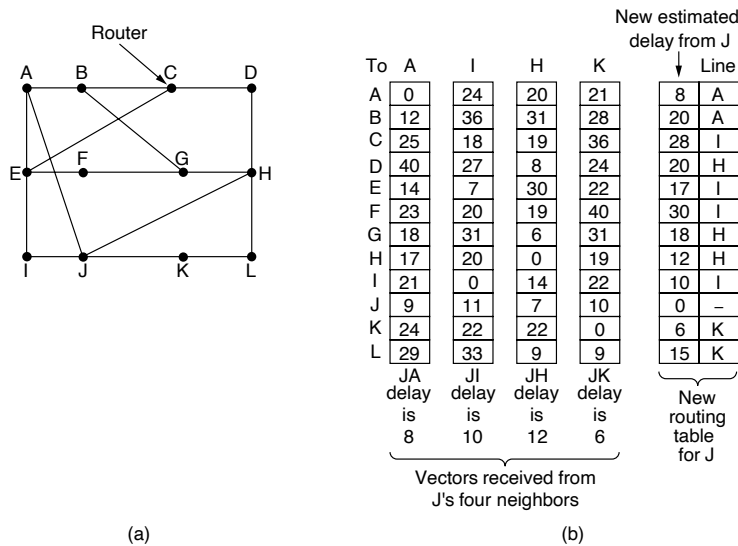 Router
A B C D
E F G H
I J K L
(a)
New estimated
delay from J
To A I H K Line
A 0 24 20 21 8 A
B 12 36 31 28 20 A
C 25 18 19 36 28 I
D 40 27 8 24 20 H
E 14 7 30 22 17 I
F 23 20 19 40 30 I
G 18 31 6 31 18 H
H 17 20 0 19 12 H
I 21 0 14 22 10 I
J 9 11 7 10 0 –
K 24 22 22 0 6 K
L 29 33 9 9 15 K
JA JI JH JK
delay delay delay delay
is is is is
8 10 12 6
Vectors received from
J's four neighbors
New
routing
table
for J
(b)